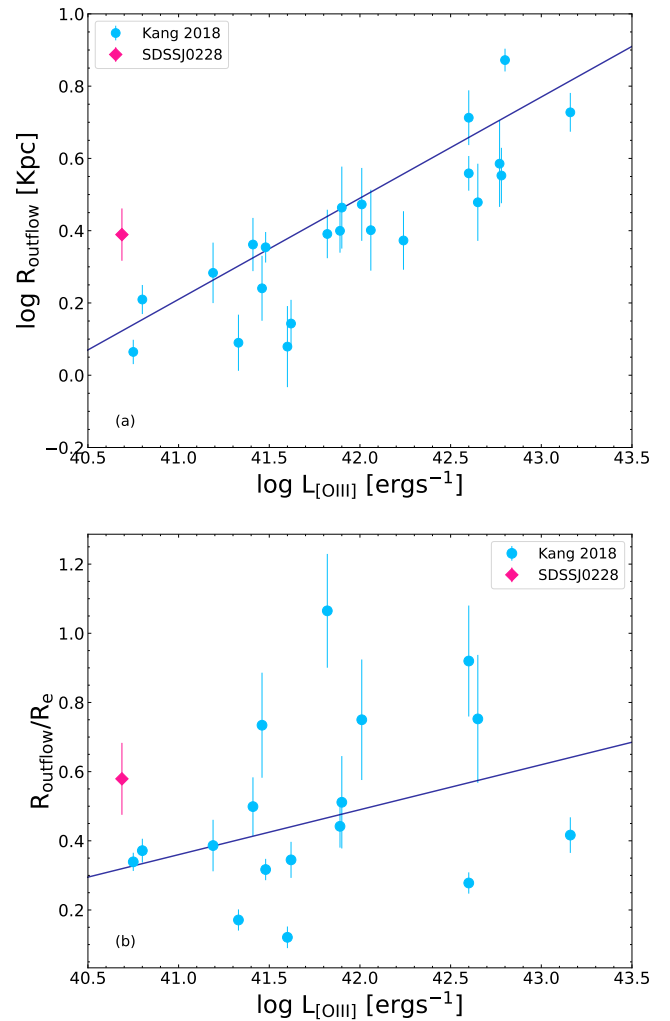 1.0
Kang 2018
SDSSJ0228
0.8
0.6
0.4
0.2
0.0
−0.2
log R_outflow [Kpc]
(a)
40.5 41.0 41.5 42.0 42.5 43.0 43.5
log L_[OIII] [ergs⁻¹]
Kang 2018
SDSSJ0228
1.2
1.0
0.8
0.6
0.4
0.2
R_outflow/R_e
(b)
40.5 41.0 41.5 42.0 42.5 43.0 43.5
log L_[OIII] [ergs⁻¹]